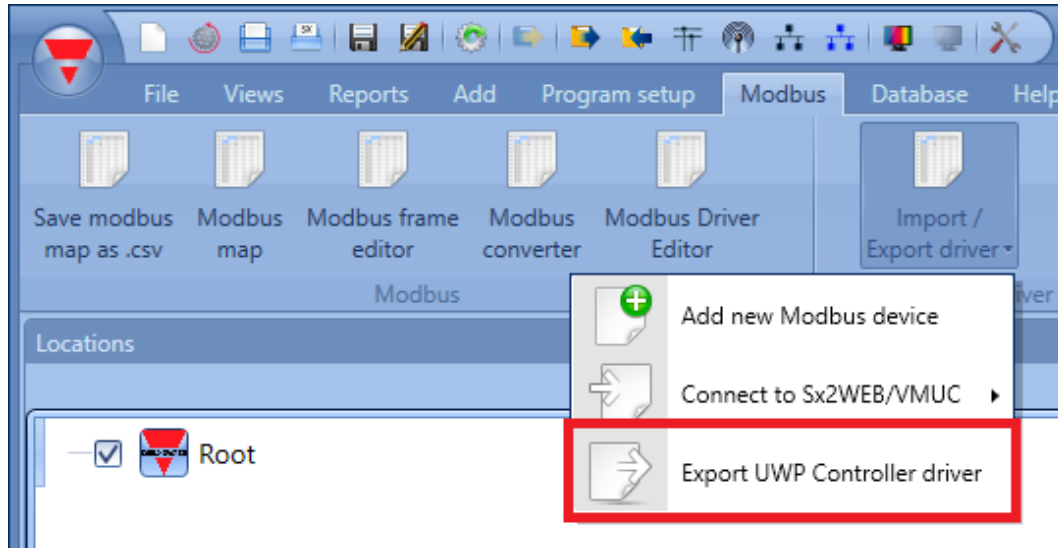 File Views Reports Add Program setup Modbus Database Help
Save modbus Modbus Modbus frame Modbus Modbus Driver Import /
map as .csv map editor converter Editor Export driver
Modbus
Add new Modbus device
Locations
Connect to Sx2WEB/VMUC
Root
Export UWP Controller driver